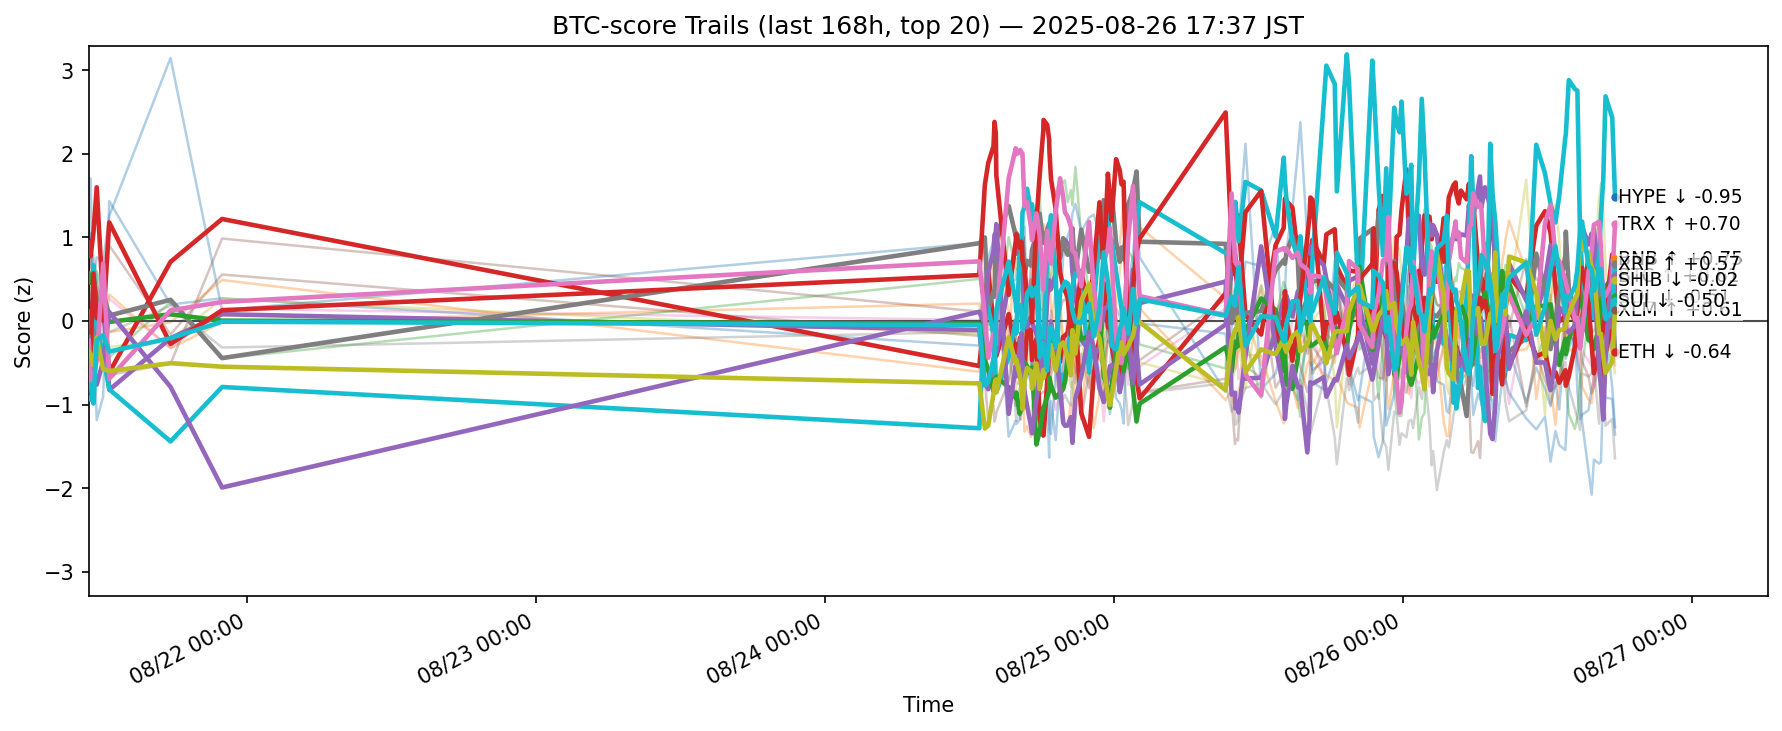 BTC-score Trails (last 168h, top 20) — 2025-08-26 17:37 JST
Score (z)
3
2
1
0
−1
−2
−3
HYPE ↓ -0.95
TRX ↑ +0.70
XRP ↑ +0.57
SHIB ↓ -0.02
SUI ↓ -0.50
XLM ↑ +0.61
ETH ↓ -0.64
08/22 00:00
08/23 00:00
08/24 00:00
08/25 00:00
08/26 00:00
08/27 00:00
Time